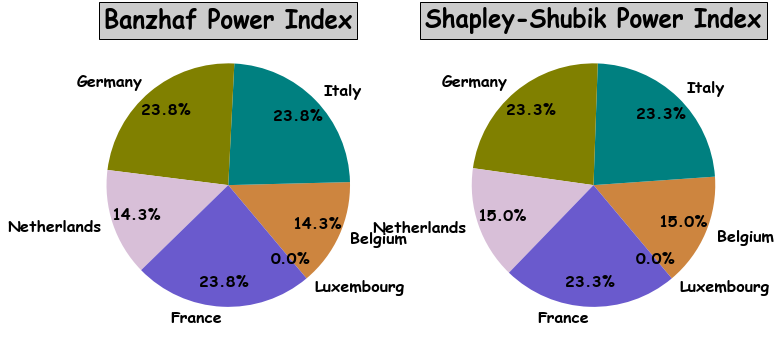 Banzhaf Power Index
Germany
Italy
23.8%
23.8%
14.3%
14.3%
Netherlands
Belgium
0.0%
23.8%
Luxembourg
France
Shapley-Shubik Power Index
Germany
Italy
23.3%
23.3%
15.0%
15.0%
Netherlands
Belgium
0.0%
23.3%
Luxembourg
France